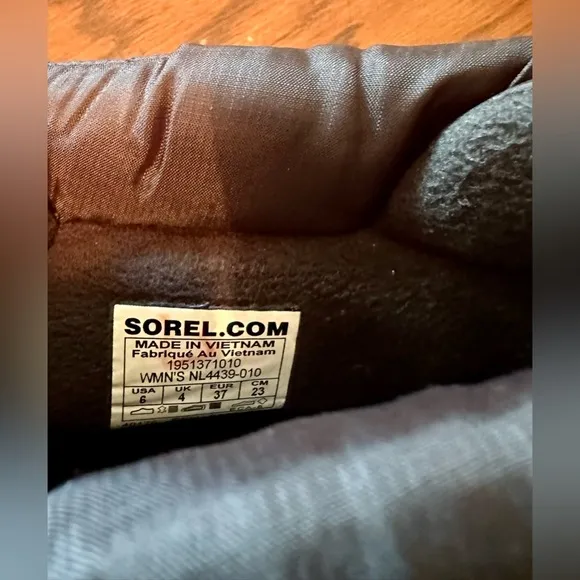 SOREL.COM
MADE IN VIETNAM
Fabriqué Au Vietnam
1951371010
WMN'S NL4439-010
USA UK EUR CM
6 4 37 23